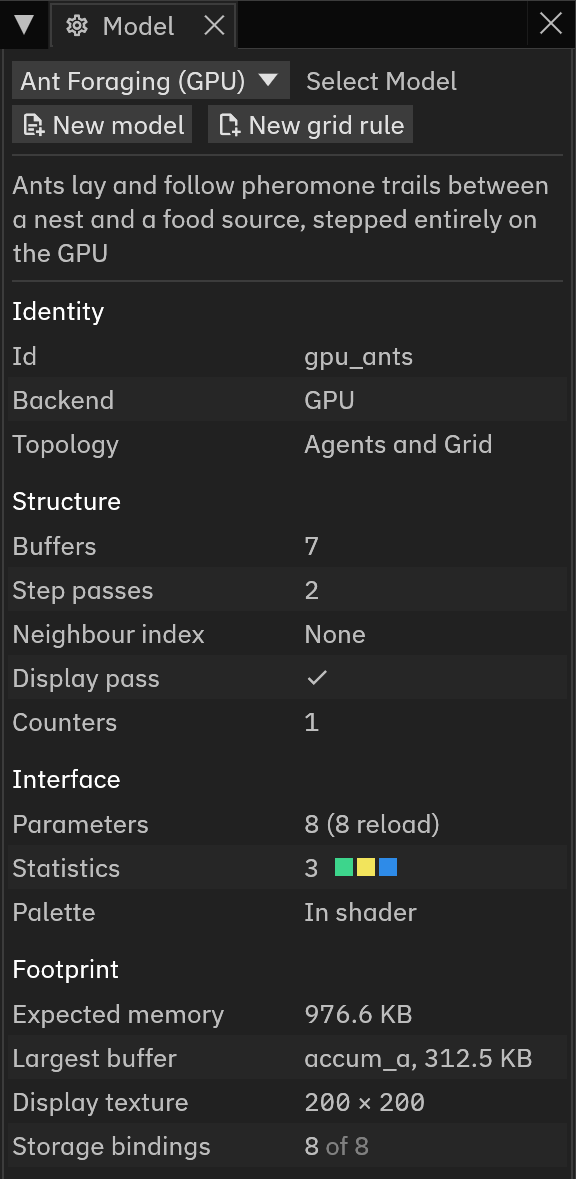 Model
Ant Foraging (GPU) Select Model
New model New grid rule
Ants lay and follow pheromone trails between
a nest and a food source, stepped entirely on
the GPU
Identity
Id gpu_ants
Backend GPU
Topology Agents and Grid
Structure
Buffers 7
Step passes 2
Neighbour index None
Display pass ✓
Counters 1
Interface
Parameters 8 (8 reload)
Statistics 3
Palette In shader
Footprint
Expected memory 976.6 KB
Largest buffer accum_a, 312.5 KB
Display texture 200 × 200
Storage bindings 8 of 8